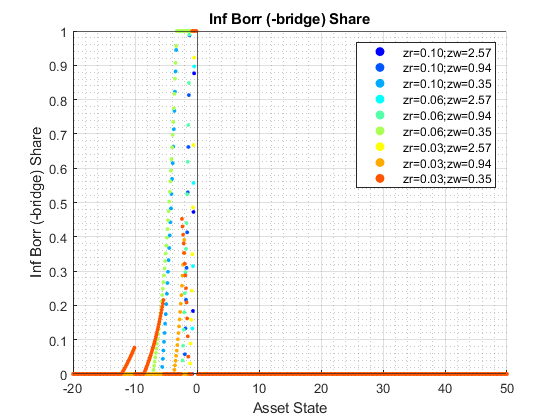 Inf Borr (-bridge) Share
1
0.9
0.8
0.7
0.6
0.5
0.4
0.3
0.2
0.1
0
Inf Borr (-bridge) Share
zr=0.10;zw=2.57
zr=0.10;zw=0.94
zr=0.10;zw=0.35
zr=0.06;zw=2.57
zr=0.06;zw=0.94
zr=0.06;zw=0.35
zr=0.03;zw=2.57
zr=0.03;zw=0.94
zr=0.03;zw=0.35
-20 -10 0 10 20 30 40 50
Asset State